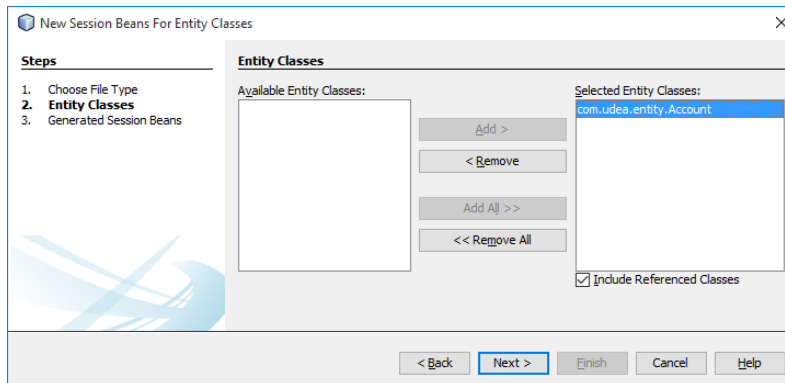 New Session Beans For Entity Classes
Steps
1. Choose File Type
2. Entity Classes
3. Generated Session Beans
Entity Classes
Available Entity Classes:
Add >
< Remove
Add All >>
<< Remove All
Selected Entity Classes:
com.udea.entity.Account
Include Referenced Classes
< Back
Next >
Finish
Cancel
Help